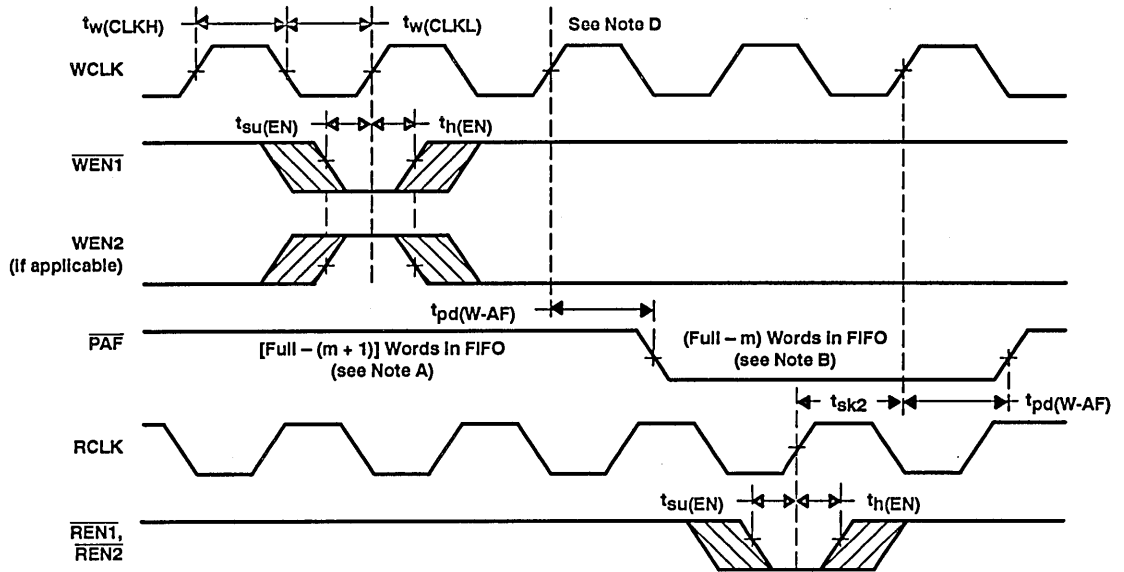 tw(CLKH)
tw(CLKL)
See Note D
WCLK
tsu(EN)
th(EN)
WEN1
WEN2
(if applicable)
tpd(W-AF)
PAF
[Full – (m + 1)] Words in FIFO
(see Note A)
(Full – m) Words in FIFO
(see Note B)
tsk2
tpd(W-AF)
RCLK
tsu(EN)
th(EN)
REN1,
REN2